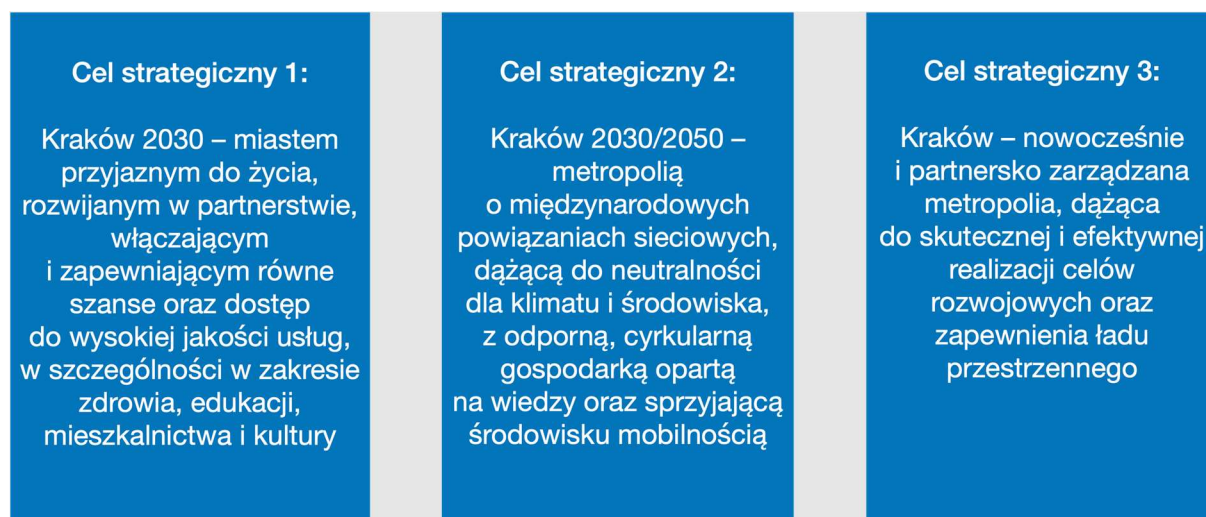 Cel strategiczny 1:
Kraków 2030 – miastem
przyjaznym do życia,
rozwijanym w partnerstwie,
włączającym
i zapewniającym równe
szanse oraz dostęp
do wysokiej jakości usług,
w szczególności w zakresie
zdrowia, edukacji,
mieszkalnictwa i kultury
Cel strategiczny 2:
Kraków 2030/2050 –
metropolią
o międzynarodowych
powiązaniach sieciowych,
dążącą do neutralności
dla klimatu i środowiska,
z odporną, cyrkularną
gospodarką opartą
na wiedzy oraz sprzyjającą
środowisku mobilnością
Cel strategiczny 3:
Kraków – nowocześnie
i partnersko zarządzana
metropolia, dążąca
do skutecznej i efektywnej
realizacji celów
rozwojowych oraz
zapewnienia ładu
przestrzennego